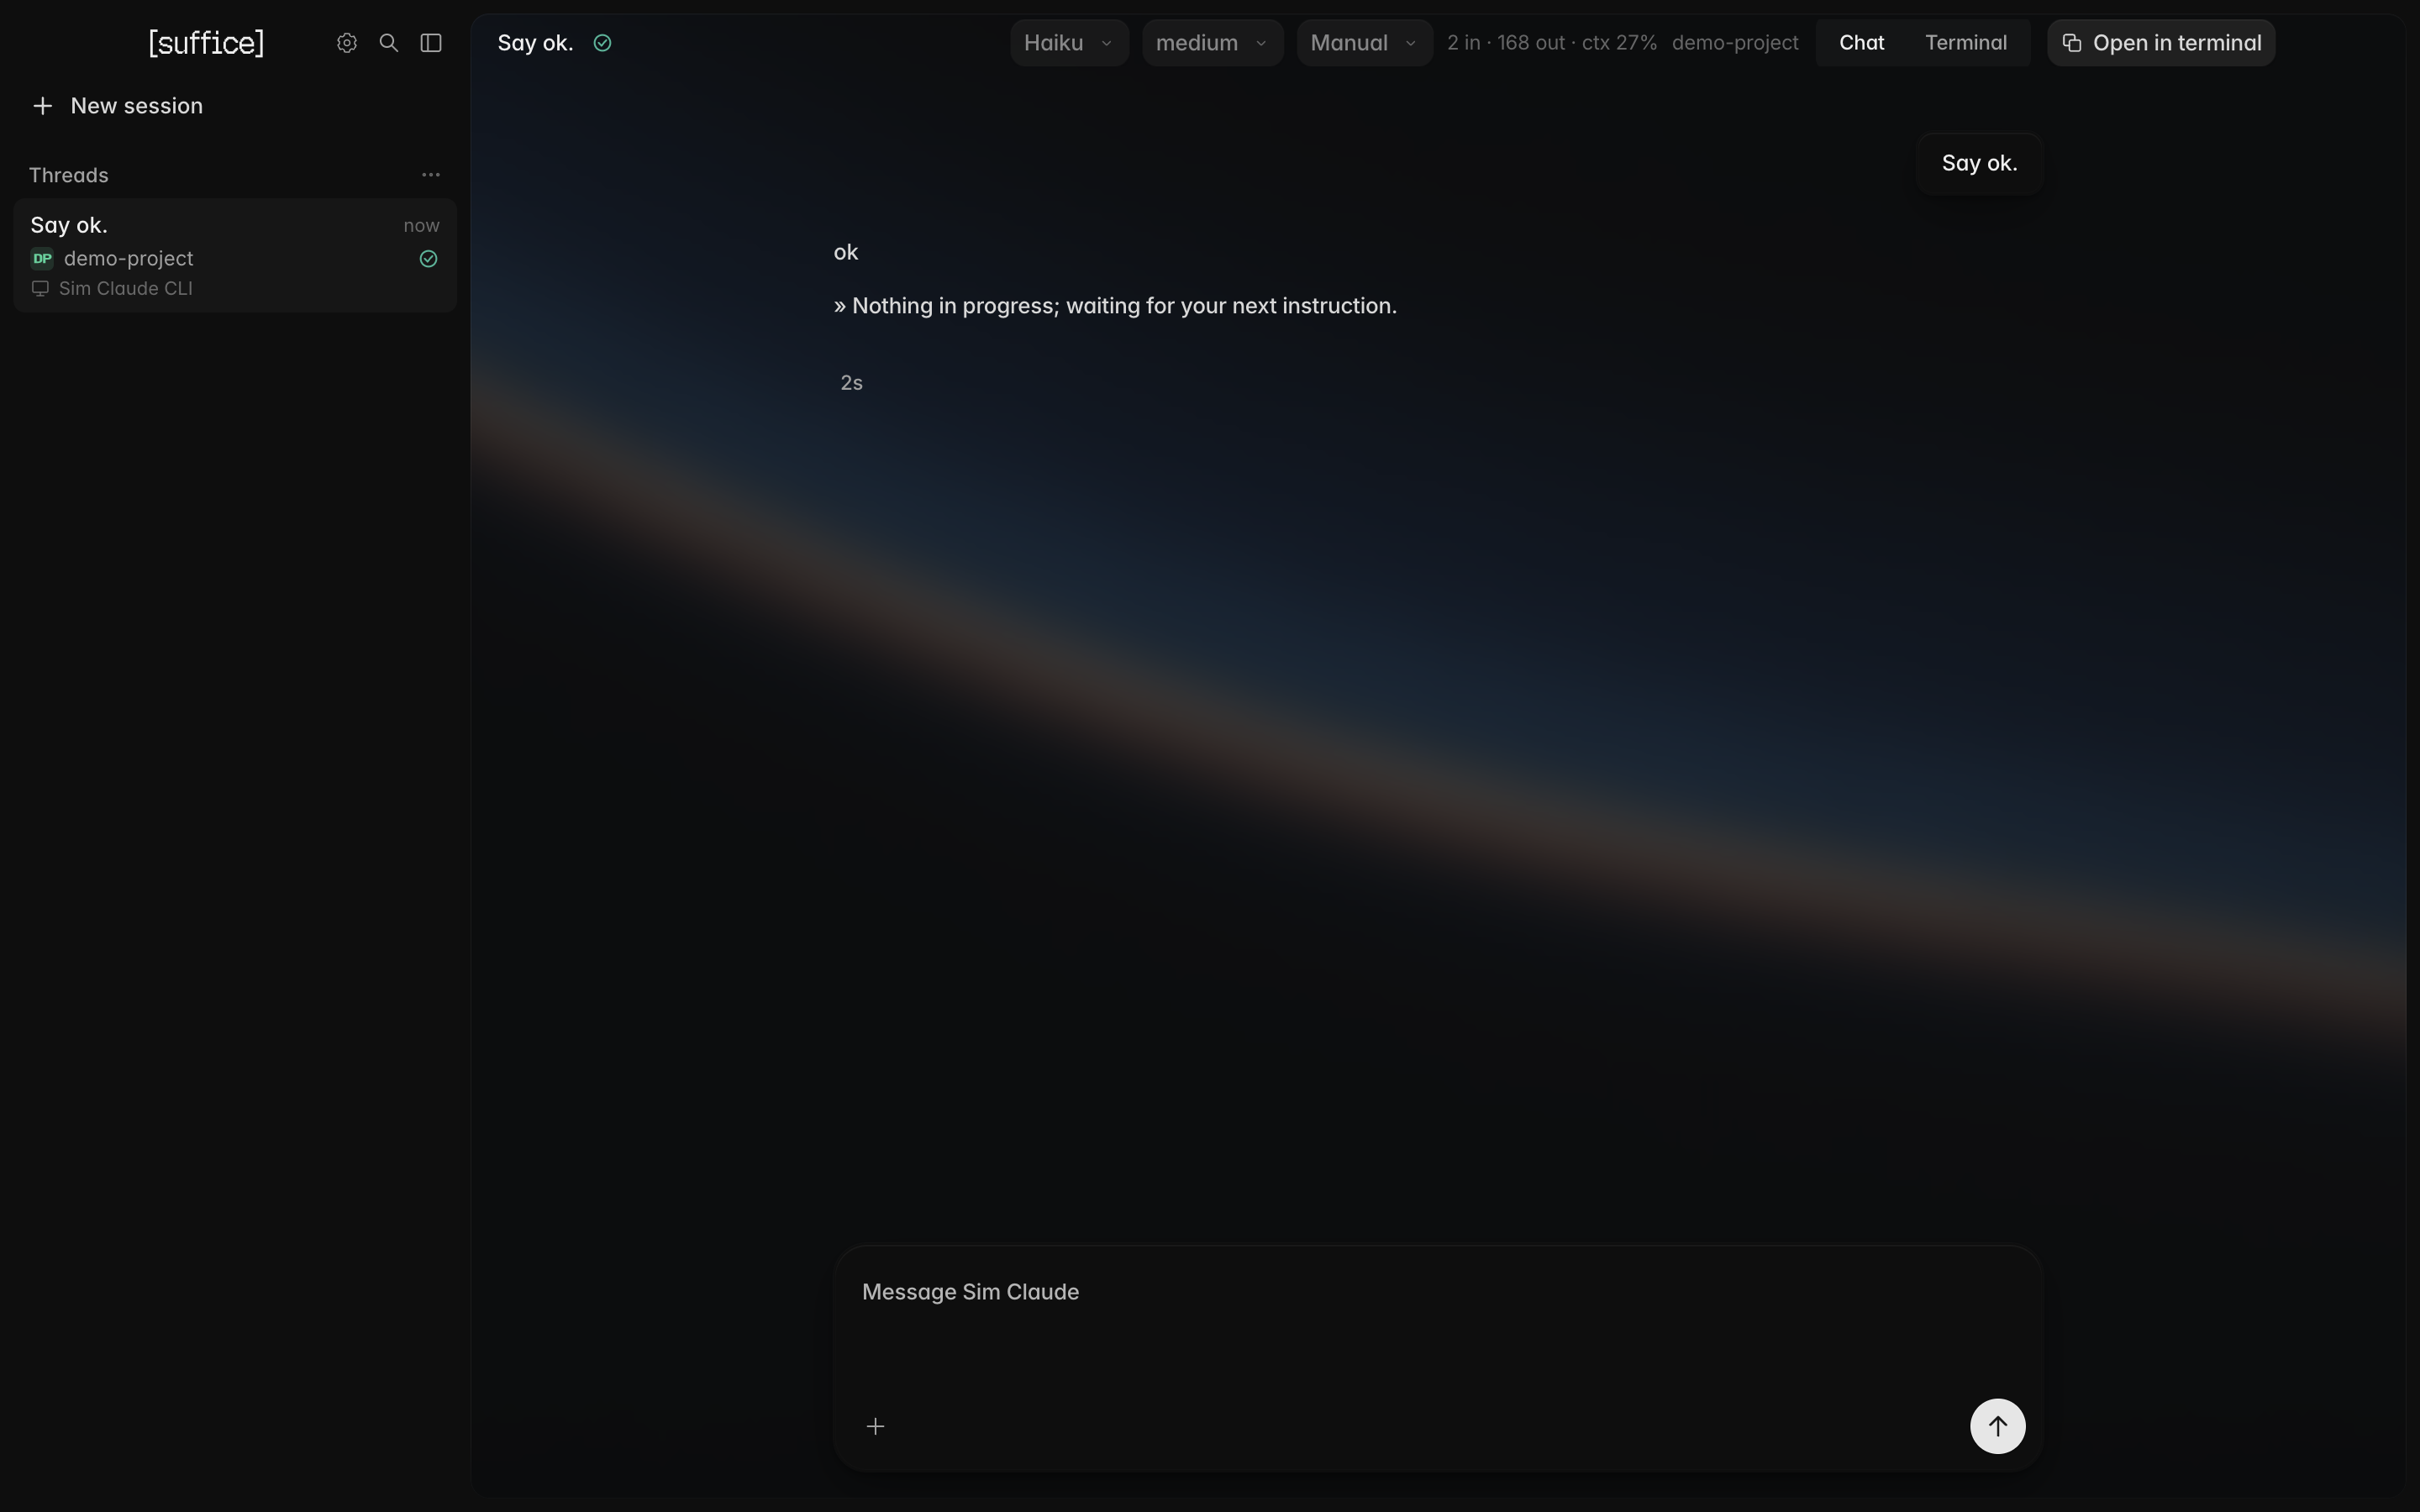 [suffice]
New session
Threads
Say ok.
now
DP demo-project
Sim Claude CLI
Say ok.
Haiku
medium
Manual
2 in · 168 out · ctx 27%
demo-project
Chat
Terminal
Open in terminal
Say ok.
ok
» Nothing in progress; waiting for your next instruction.
2s
Message Sim Claude